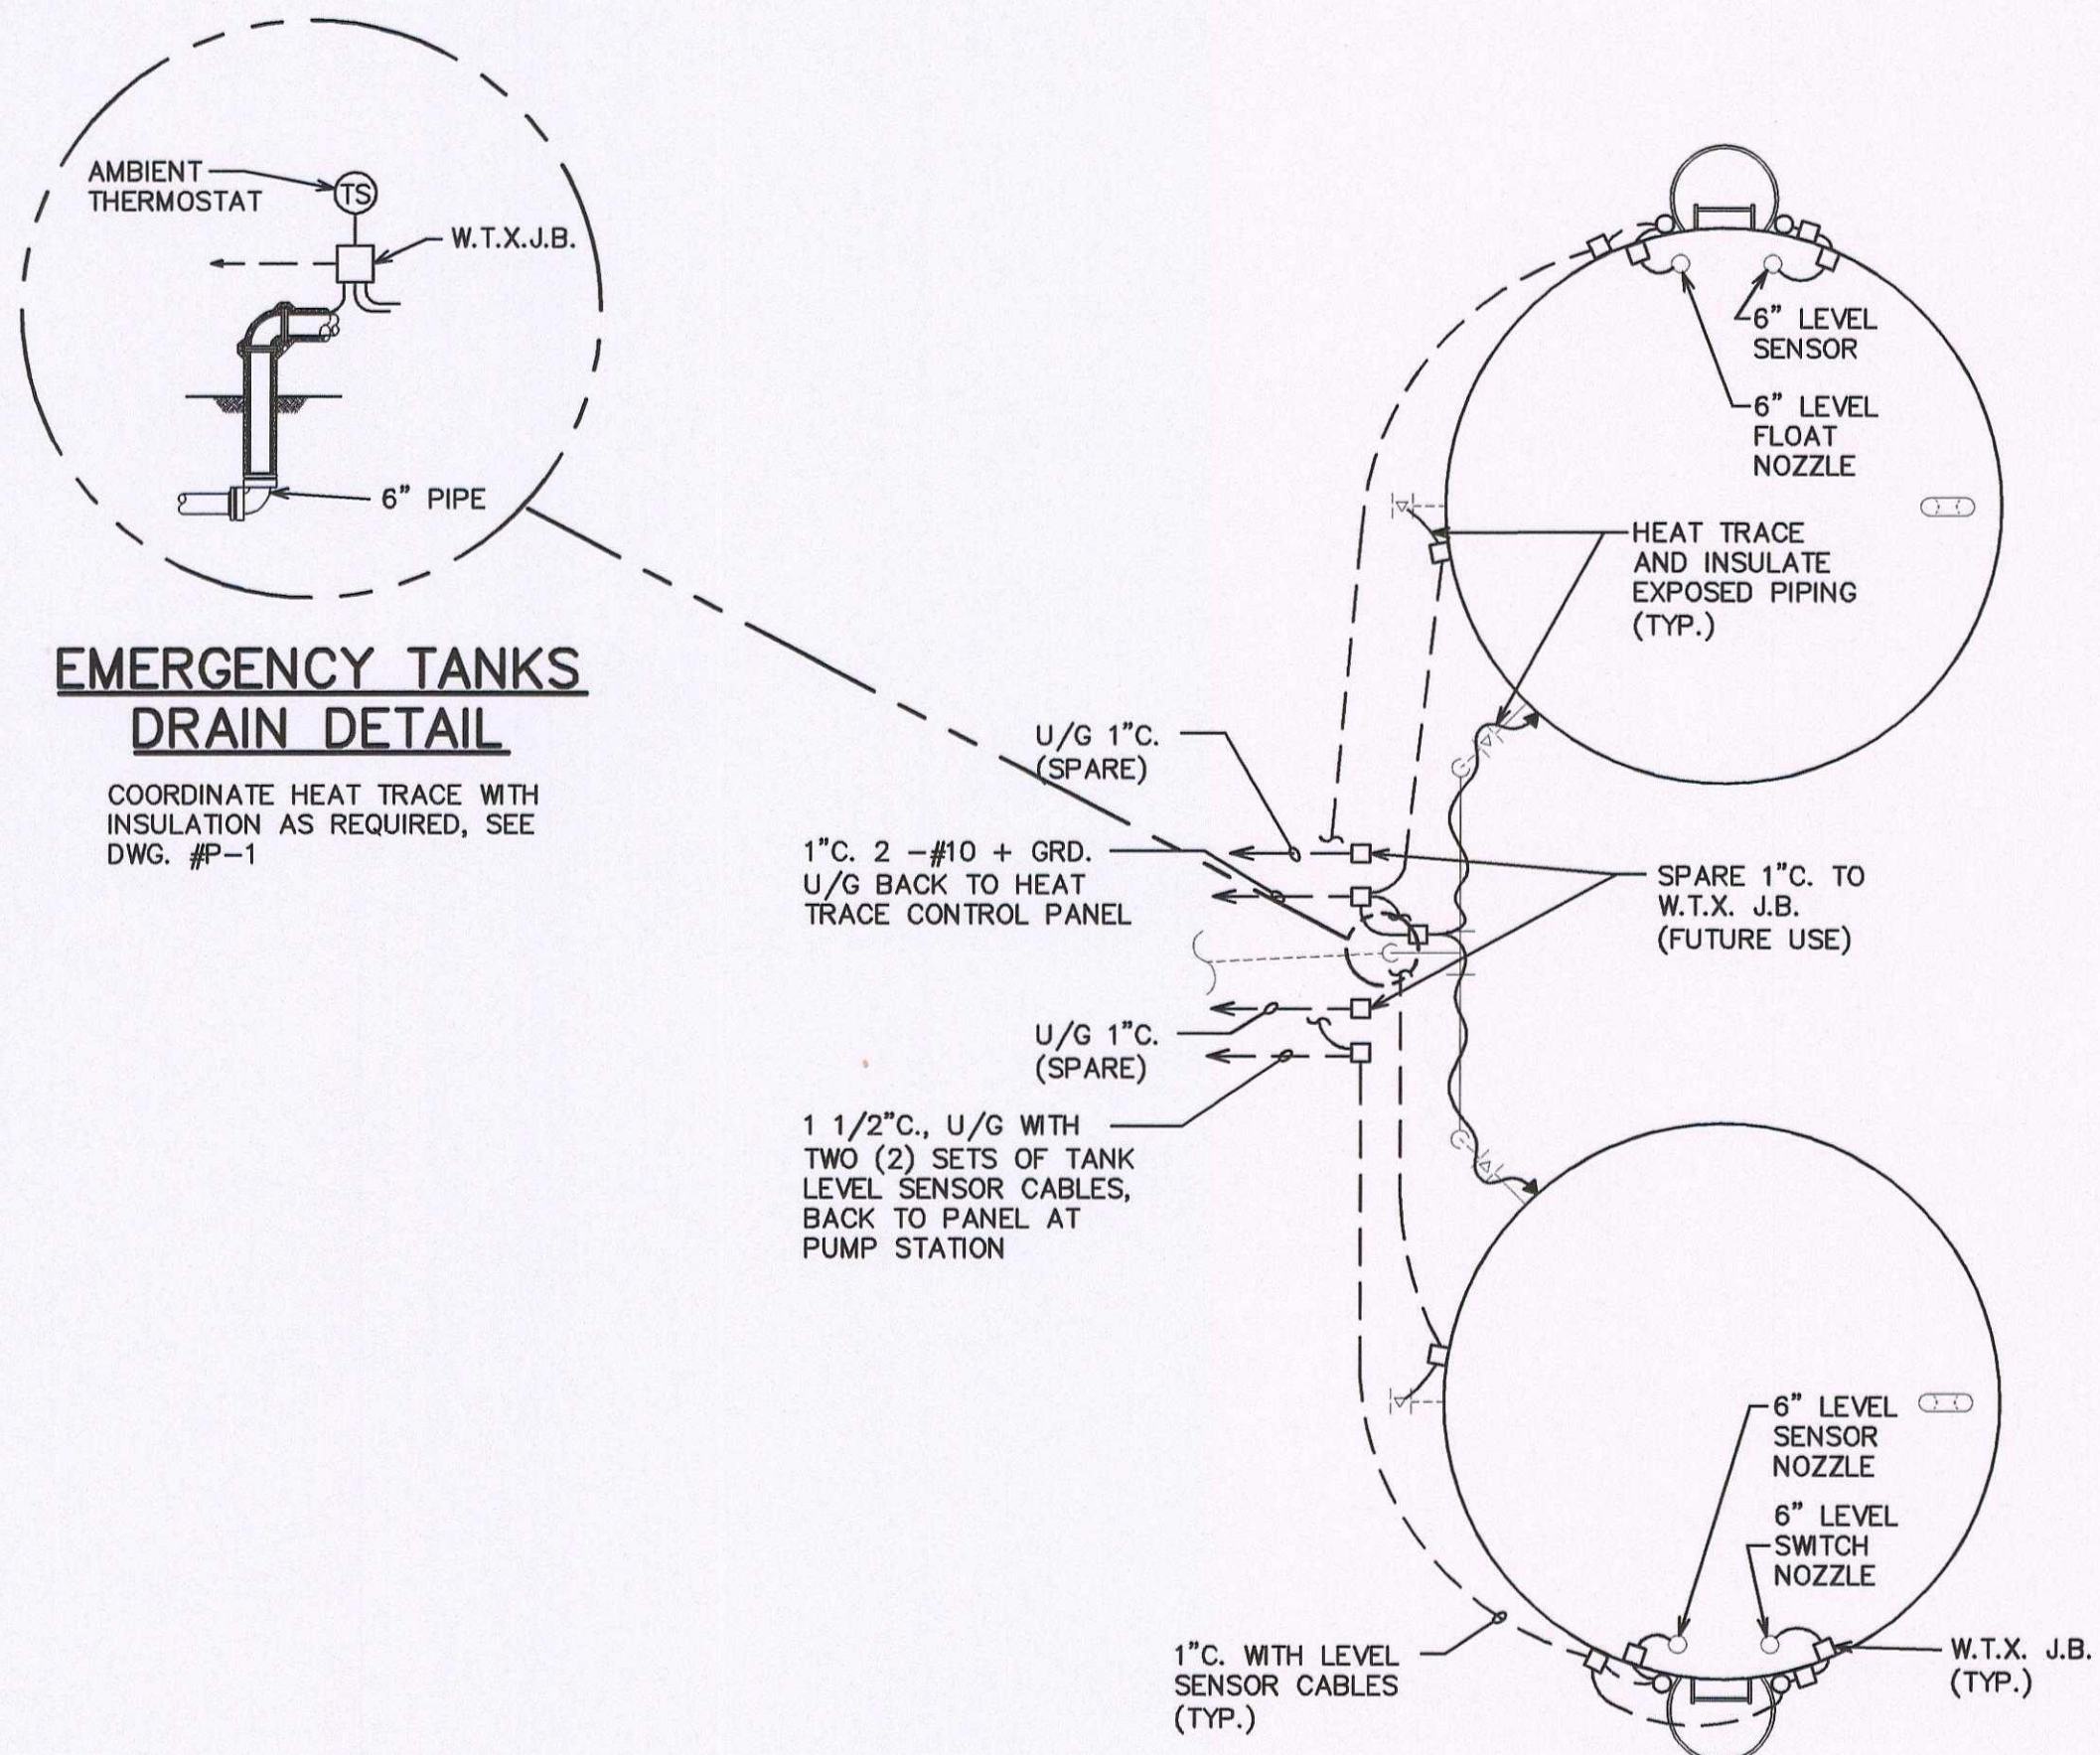 AMBIENT
THERMOSTAT
TS
W.T.X.J.B.
6" PIPE
EMERGENCY TANKS
DRAIN DETAIL
COORDINATE HEAT TRACE WITH
INSULATION AS REQUIRED, SEE
DWG. #P-1
6" LEVEL
SENSOR
6" LEVEL
FLOAT
NOZZLE
HEAT TRACE
AND INSULATE
EXPOSED PIPING
(TYP.)
U/G 1"C.
(SPARE)
1"C. 2 -#10 + GRD.
U/G BACK TO HEAT
TRACE CONTROL PANEL
SPARE 1"C. TO
W.T.X. J.B.
(FUTURE USE)
U/G 1"C.
(SPARE)
1 1/2"C., U/G WITH
TWO (2) SETS OF TANK
LEVEL SENSOR CABLES,
BACK TO PANEL AT
PUMP STATION
6" LEVEL
SENSOR
NOZZLE
6" LEVEL
SWITCH
NOZZLE
1"C. WITH LEVEL
SENSOR CABLES
(TYP.)
W.T.X. J.B.
(TYP.)